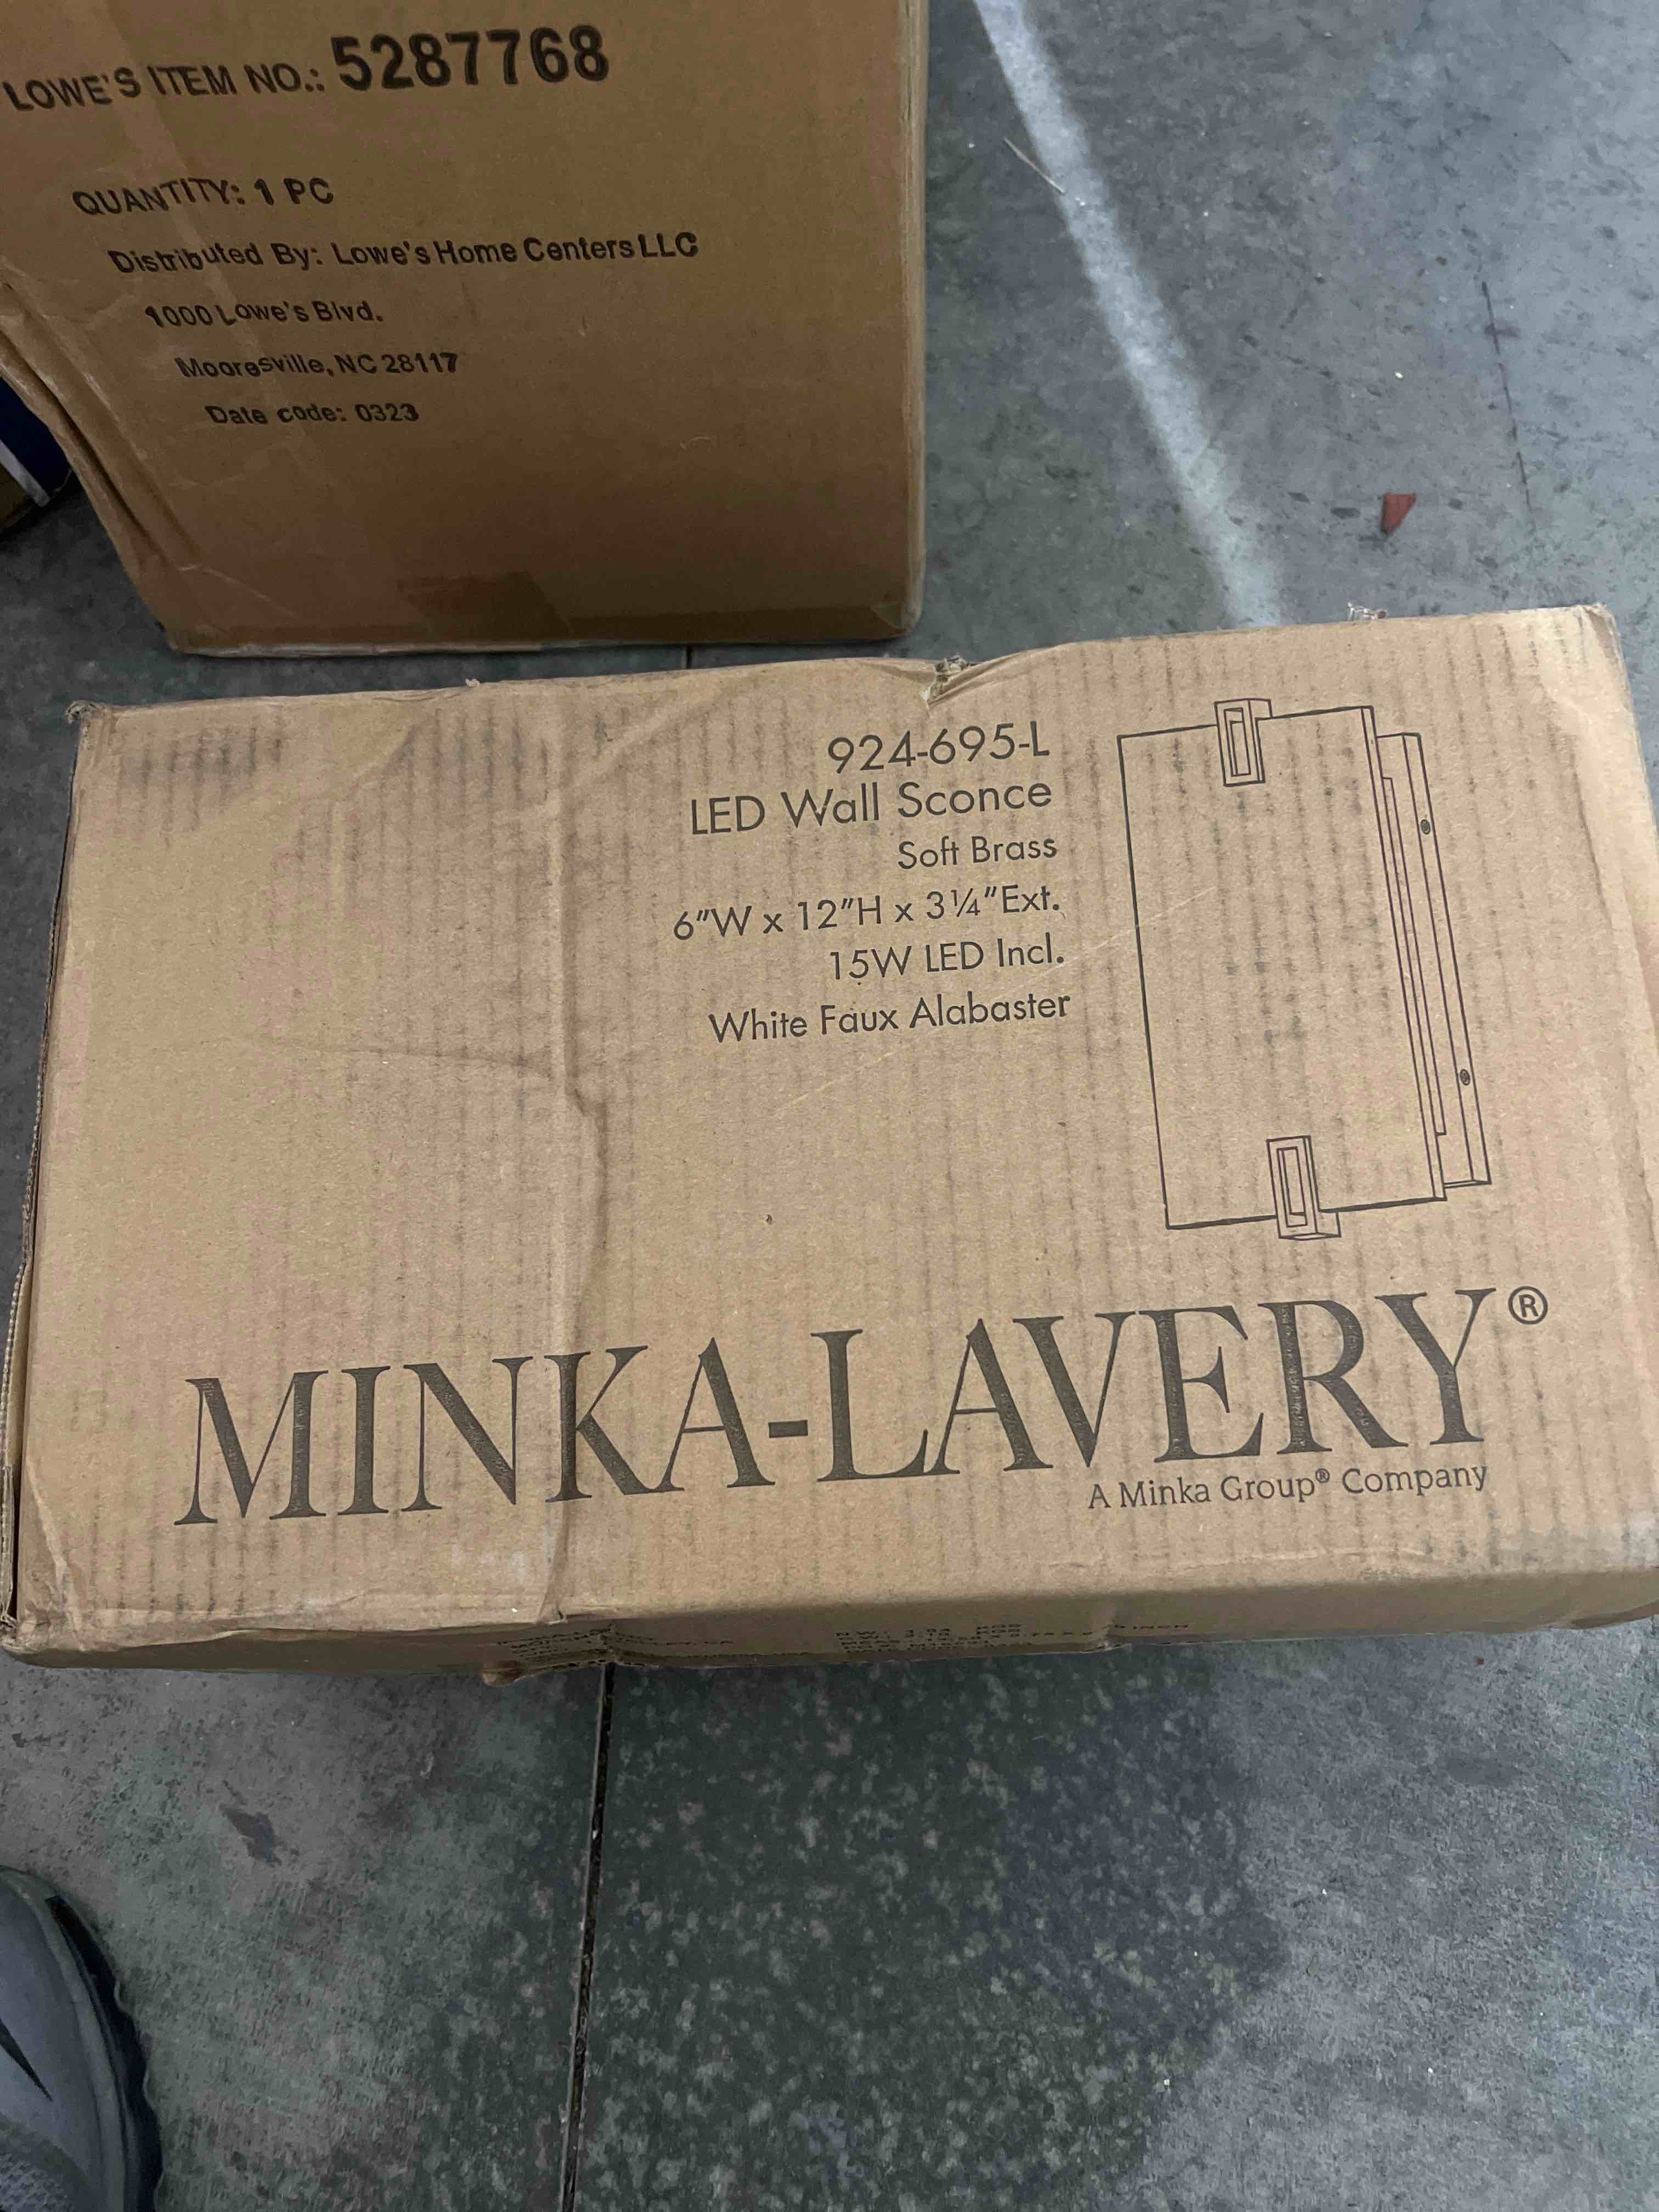 LOWE'S ITEM NO.: 5287768
QUANTITY: 1 PC
Distributed By: Lowe's Home Centers LLC
1000 Lowe's Blvd.
Mooresville, NC 28117
Date code: 0323
924-695-L
LED Wall Sconce
Soft Brass
6"W x 12"H x 3¼"Ext.
15W LED Incl.
White Faux Alabaster
MINKA-LAVERY®
A Minka Group® Company